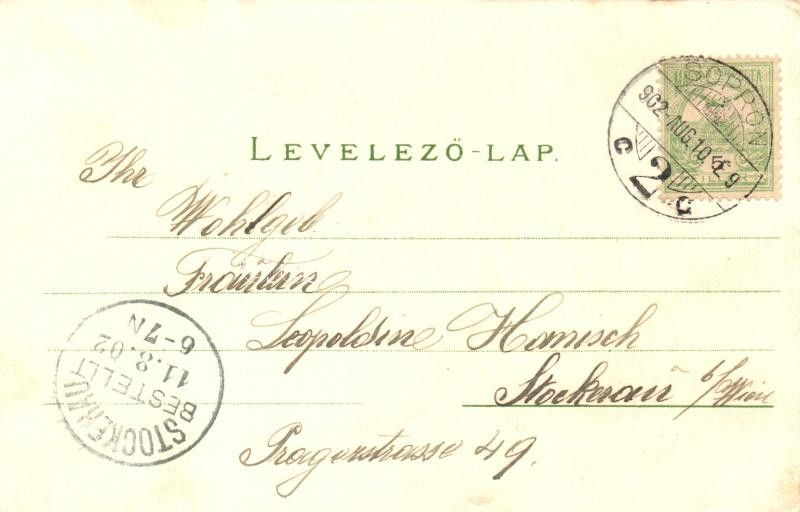 LEVELEZŐ-LAP.
SOPRON
902 AUG. 10
C 2 C
Ihr
Wohlgeb
Fräulein
Leopoldine Hanisch
Stockerau b/Wien
Pragerstrasse 49.
STOCKERAU
BESTELLT
11.8.02
6-7N